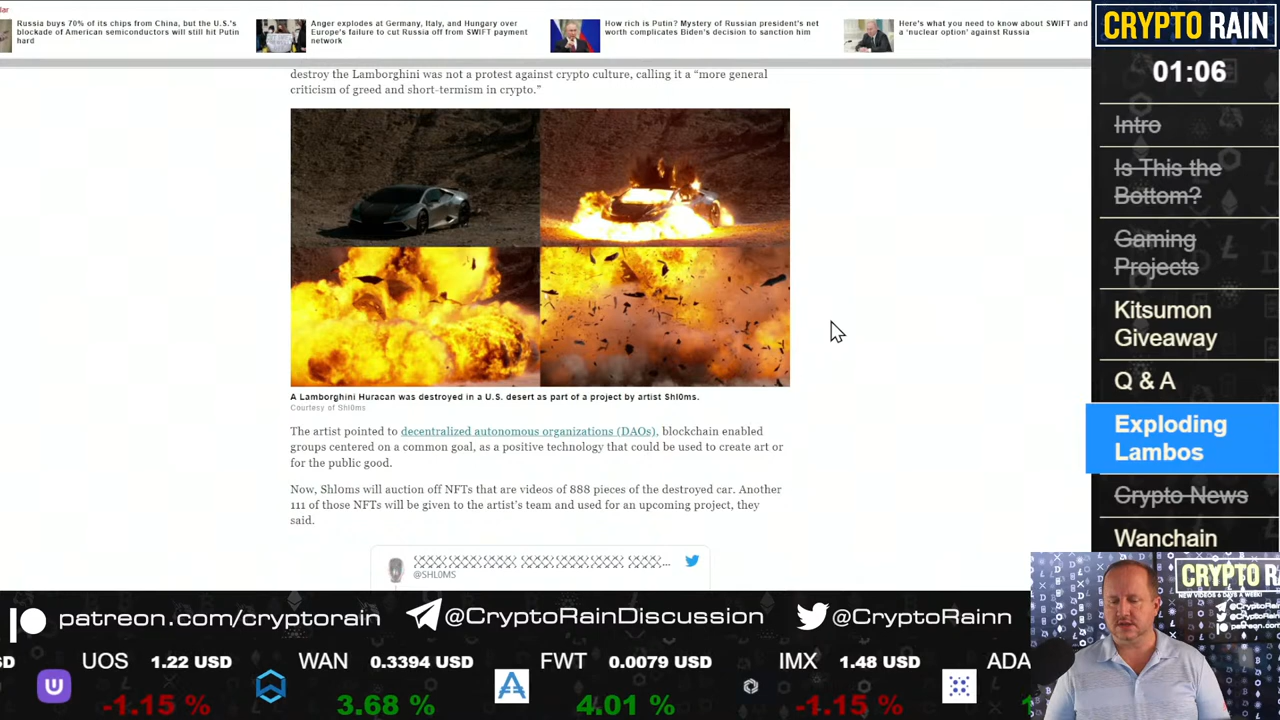 Russia buys 70% of its chips from China, but the U.S.'s
blockade of American semiconductors will still hit Putin
hard
Anger explodes at Germany, Italy, and Hungary over
Europe's failure to cut Russia off from SWIFT payment
network
How rich is Putin? Mystery of Russian president's net
worth complicates Biden's decision to sanction him
Here's what you need to know about SWIFT and
a 'nuclear option' against Russia
CRYPTO RAIN
01:06
Intro
Is This the
Bottom?
Gaming
Projects
Kitsumon
Giveaway
Q & A
Exploding
Lambos
Crypto News
Wanchain
destroy the Lamborghini was not a protest against crypto culture, calling it a “more general
criticism of greed and short-termism in crypto.”
A Lamborghini Huracan was destroyed in a U.S. desert as part of a project by artist Shl0ms.
Courtesy of Shl0ms
The artist pointed to decentralized autonomous organizations (DAOs), blockchain enabled
groups centered on a common goal, as a positive technology that could be used to create art or
for the public good.
Now, Shloms will auction off NFTs that are videos of 888 pieces of the destroyed car. Another
111 of those NFTs will be given to the artist’s team and used for an upcoming project, they
said.
@SHL0MS
CRYPTO RA
NEW VIDEOS 6 DAYS A WEEK!
patreon.com/cryptorain
@CryptoRainDiscussion
@CryptoRainn
SD
UOS 1.22 USD
-1.15 %
WAN 0.3394 USD
3.68 %
FWT 0.0079 USD
4.01 %
IMX 1.48 USD
-1.15 %
ADA